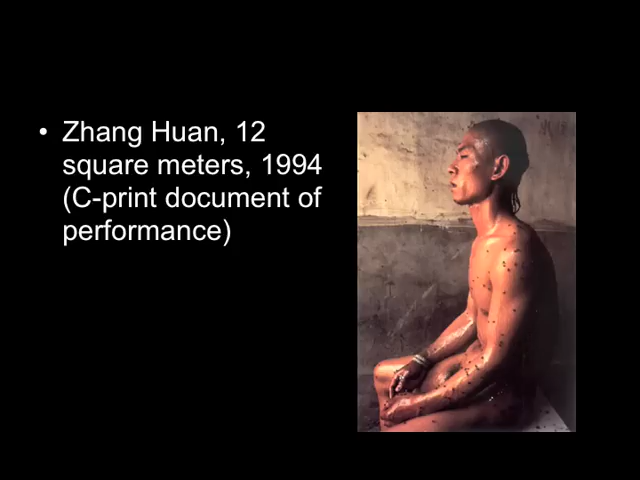 • Zhang Huan, 12
square meters, 1994
(C-print document of
performance)